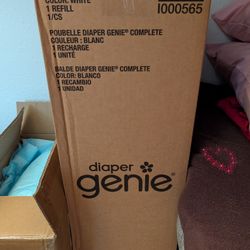 COLOR: WHITE
1 REFILL
1/CS
I000565
POUBELLE DIAPER GENIE® COMPLETE
COULEUR : BLANC
1 RECHARGE
1 UNITÉ
BALDE DIAPER GENIE® COMPLETE
COLOR: BLANCO
1 RECAMBIO
1 UNIDAD
diaper
genie®